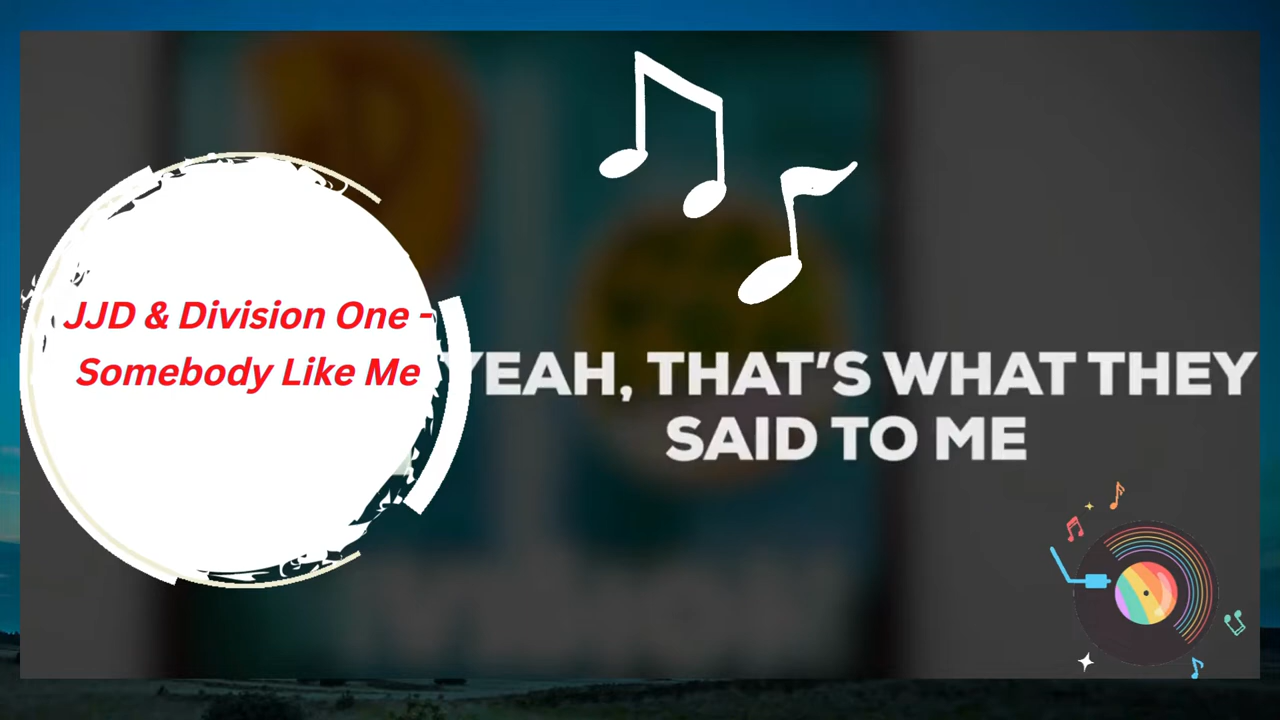 JJD & Division One -
Somebody Like Me
YEAH, THAT'S WHAT THEY
SAID TO ME